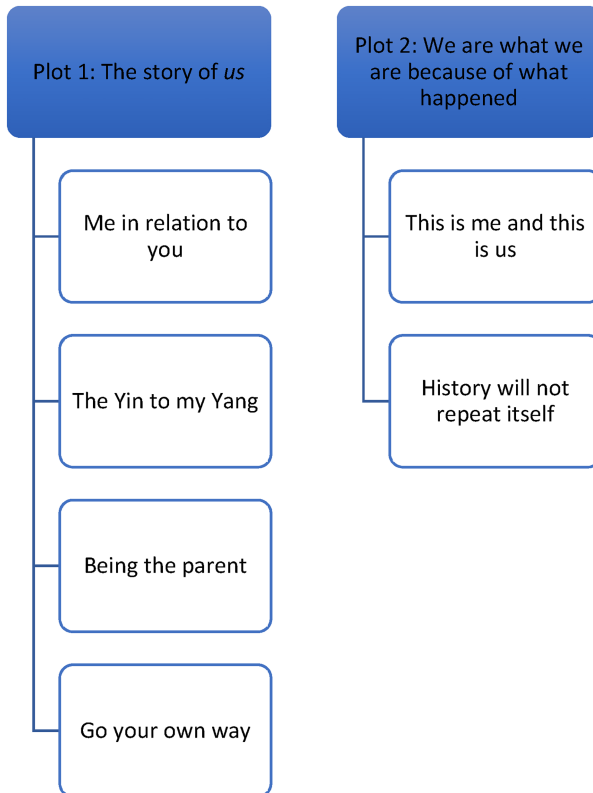 Plot 1: The story of us
Me in relation to
you
The Yin to my Yang
Being the parent
Go your own way
Plot 2: We are what we
are because of what
happened
This is me and this
is us
History will not
repeat itself